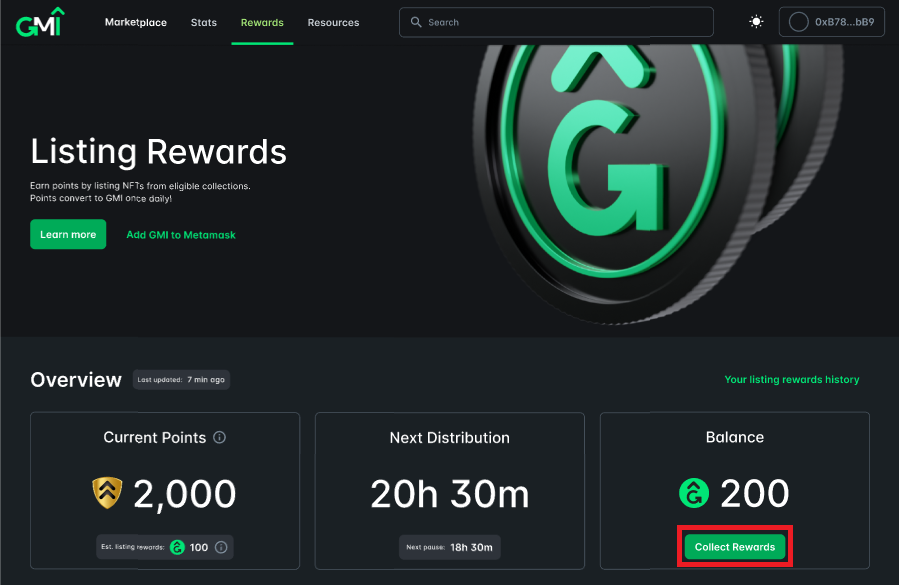 GMI
Marketplace
Stats
Rewards
Resources
Search
0xB78...bB9
G
Listing Rewards
Earn points by listing NFTs from eligible collections.
Points convert to GMI once daily!
Learn more
Add GMI to Metamask
Overview
Last updated: 7 min ago
Your listing rewards history
Current Points
2,000
Est. listing rewards: 100
Next Distribution
20h 30m
Next pause: 18h 30m
Balance
200
Collect Rewards